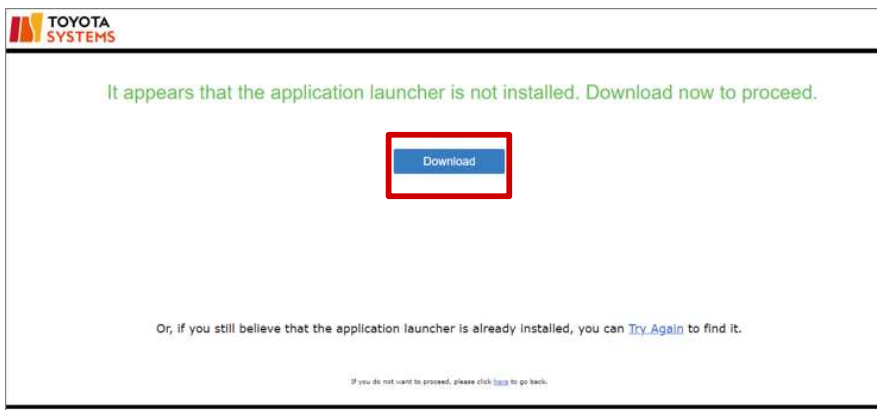 TOYOTA
SYSTEMS
It appears that the application launcher is not installed. Download now to proceed.
Download
Or, if you still believe that the application launcher is already installed, you can Try Again to find it.
If you do not want to proceed, please click here to go back.